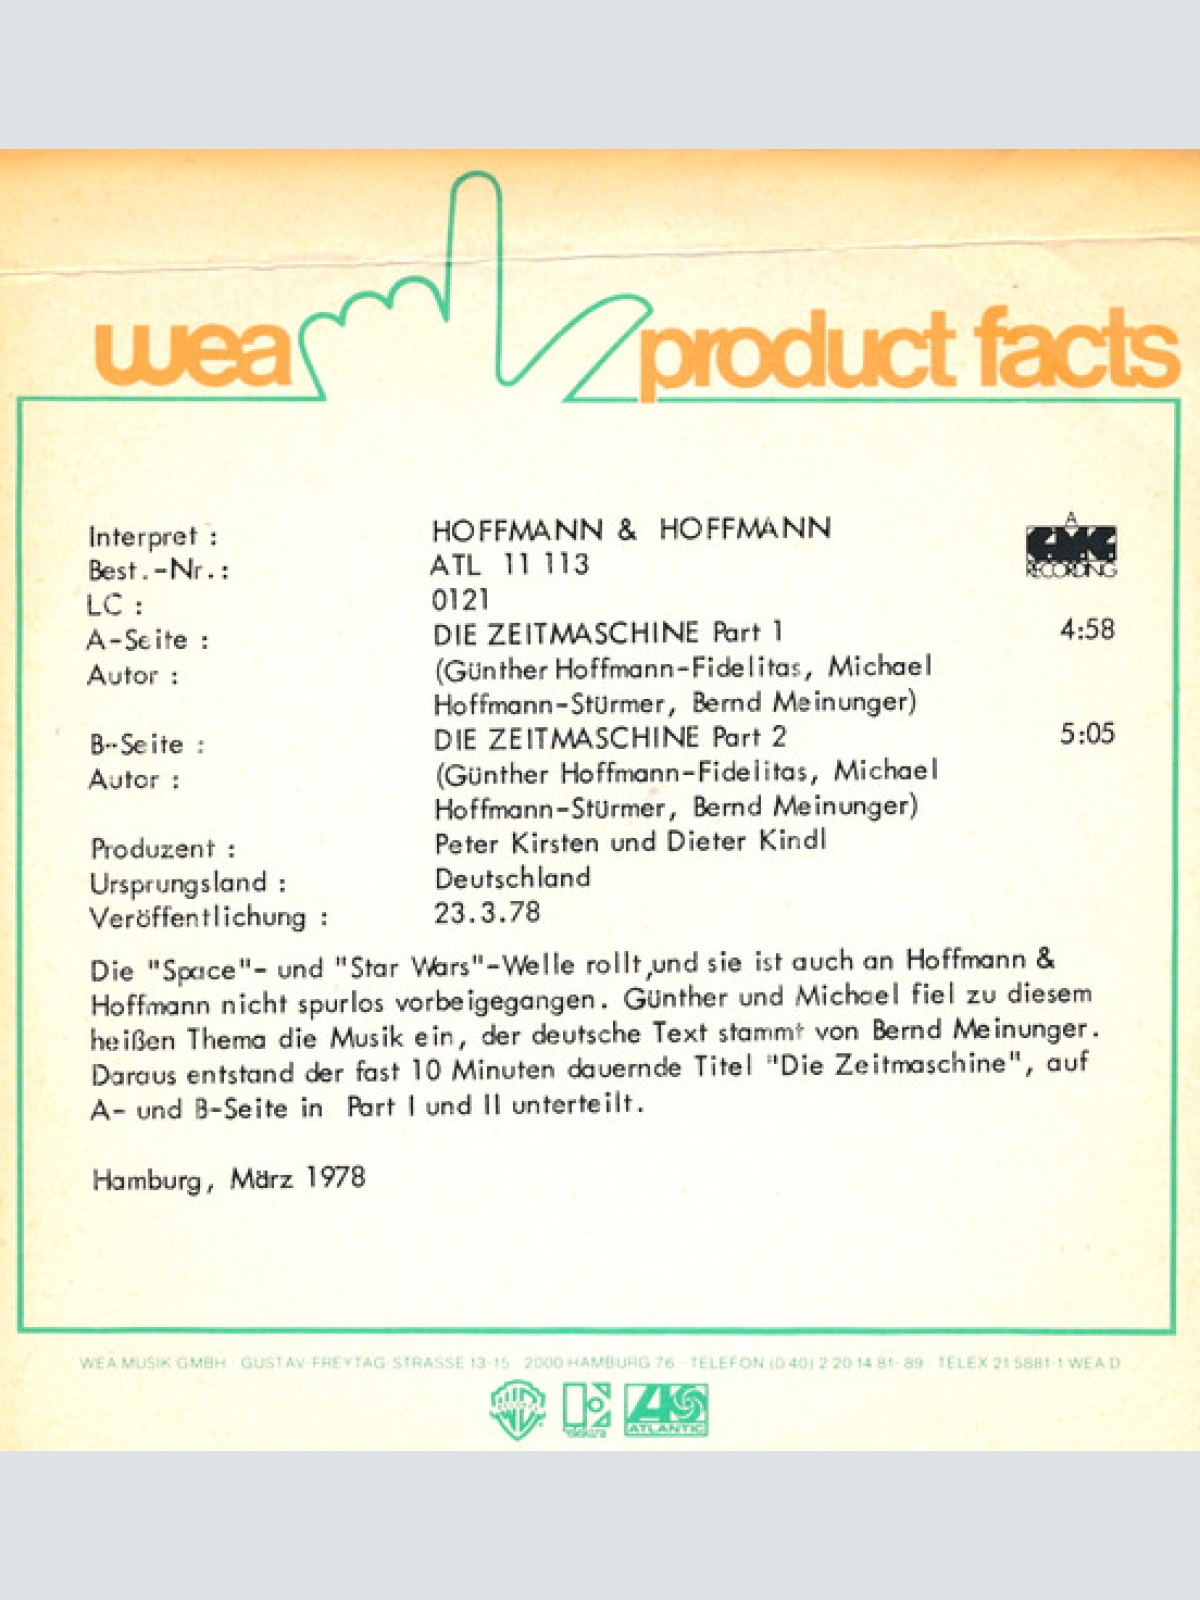 wea product facts
Interpret : HOFFMANN & HOFFMANN
Best.-Nr.: ATL 11 113
LC : 0121
A-Seite : DIE ZEITMASCHINE Part 1 4:58
Autor : (Günther Hoffmann-Fidelitas, Michael
Hoffmann-Stürmer, Bernd Meinunger)
B-Seite : DIE ZEITMASCHINE Part 2 5:05
Autor : (Günther Hoffmann-Fidelitas, Michael
Hoffmann-Stürmer, Bernd Meinunger)
Produzent : Peter Kirsten und Dieter Kindl
Ursprungsland : Deutschland
Veröffentlichung : 23.3.78
A
RECORDING
Die "Space"- und "Star Wars"-Welle rollt,und sie ist auch an Hoffmann &
Hoffmann nicht spurlos vorbeigegangen. Günther und Michael fiel zu diesem
heißen Thema die Musik ein, der deutsche Text stammt von Bernd Meinunger.
Daraus entstand der fast 10 Minuten dauernde Titel "Die Zeitmaschine", auf
A- und B-Seite in Part I und II unterteilt.
Hamburg, März 1978
WEA MUSIK GMBH · GUSTAV-FREYTAG-STRASSE 13-15 · 2000 HAMBURG 76 · TELEFON (0 40) 2 20 14 81- 89 · TELEX 21 5881-1 WEA D
ATLANTIC